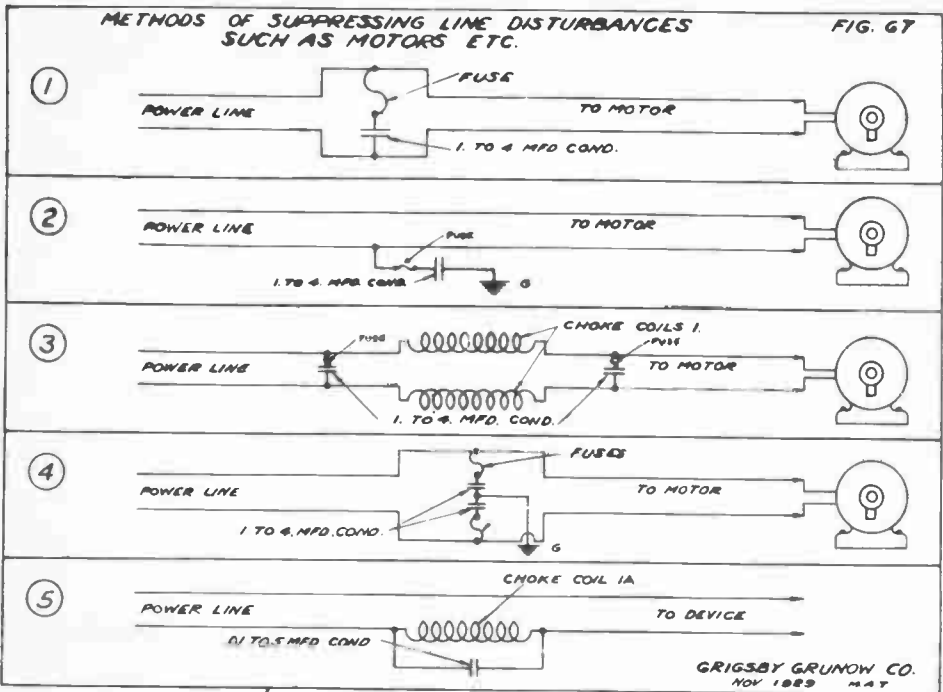 METHODS OF SUPPRESSING LINE DISTURBANCES
SUCH AS MOTORS ETC.
FIG. 67
1
FUSE
POWER LINE
TO MOTOR
1. TO 4 MFD COND.
2
POWER LINE
TO MOTOR
FUSE
1. TO 4. MFD. COND.
G
3
CHOKE COILS 1.
FUSE
FUSE
POWER LINE
TO MOTOR
1. TO 4. MFD. COND.
4
FUSES
POWER LINE
TO MOTOR
1 TO 4. MFD. COND.
G
5
CHOKE COIL 1A
POWER LINE
TO DEVICE
MFD COND
GRIGSBY GRUNOW CO.
NOV 1929 M.A.T